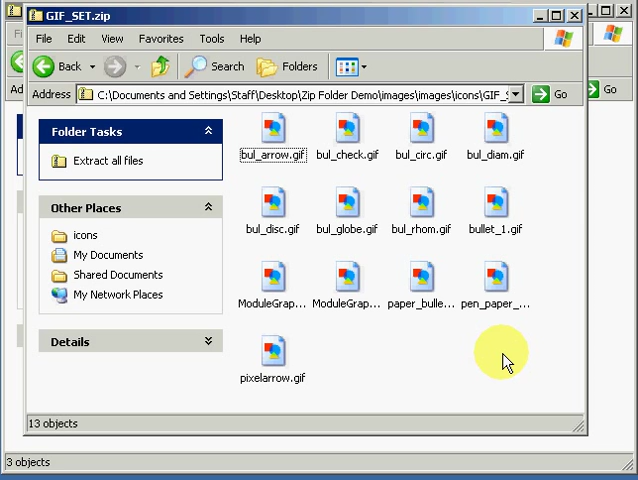 GIF_SET.zip
File Edit View Favorites Tools Help
Back Search Folders
Address C:\Documents and Settings\Staff\Desktop\Zip Folder Demo\images\images\icons\GIF_S Go
Folder Tasks
Extract all files
Other Places
icons
My Documents
Shared Documents
My Network Places
Details
bul_arrow.gif bul_check.gif bul_circ.gif bul_diam.gif
bul_disc.gif bul_globe.gif bul_rhom.gif bullet_1.gif
ModuleGrap... ModuleGrap... paper_bulle... pen_paper_...
pixelarrow.gif
13 objects
Go
3 objects